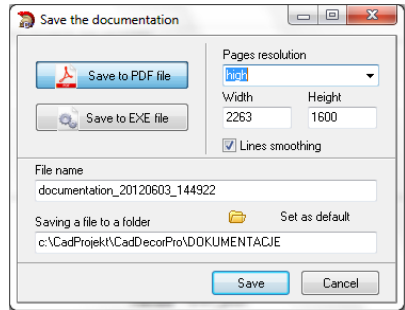 Save the documentation
Save to PDF file
Save to EXE file
Pages resolution
high
Width Height
2263 1600
Lines smoothing
File name
documentation_20120603_144922
Saving a file to a folder Set as default
c:\CadProjekt\CadDecorPro\DOKUMENTACJE
Save Cancel